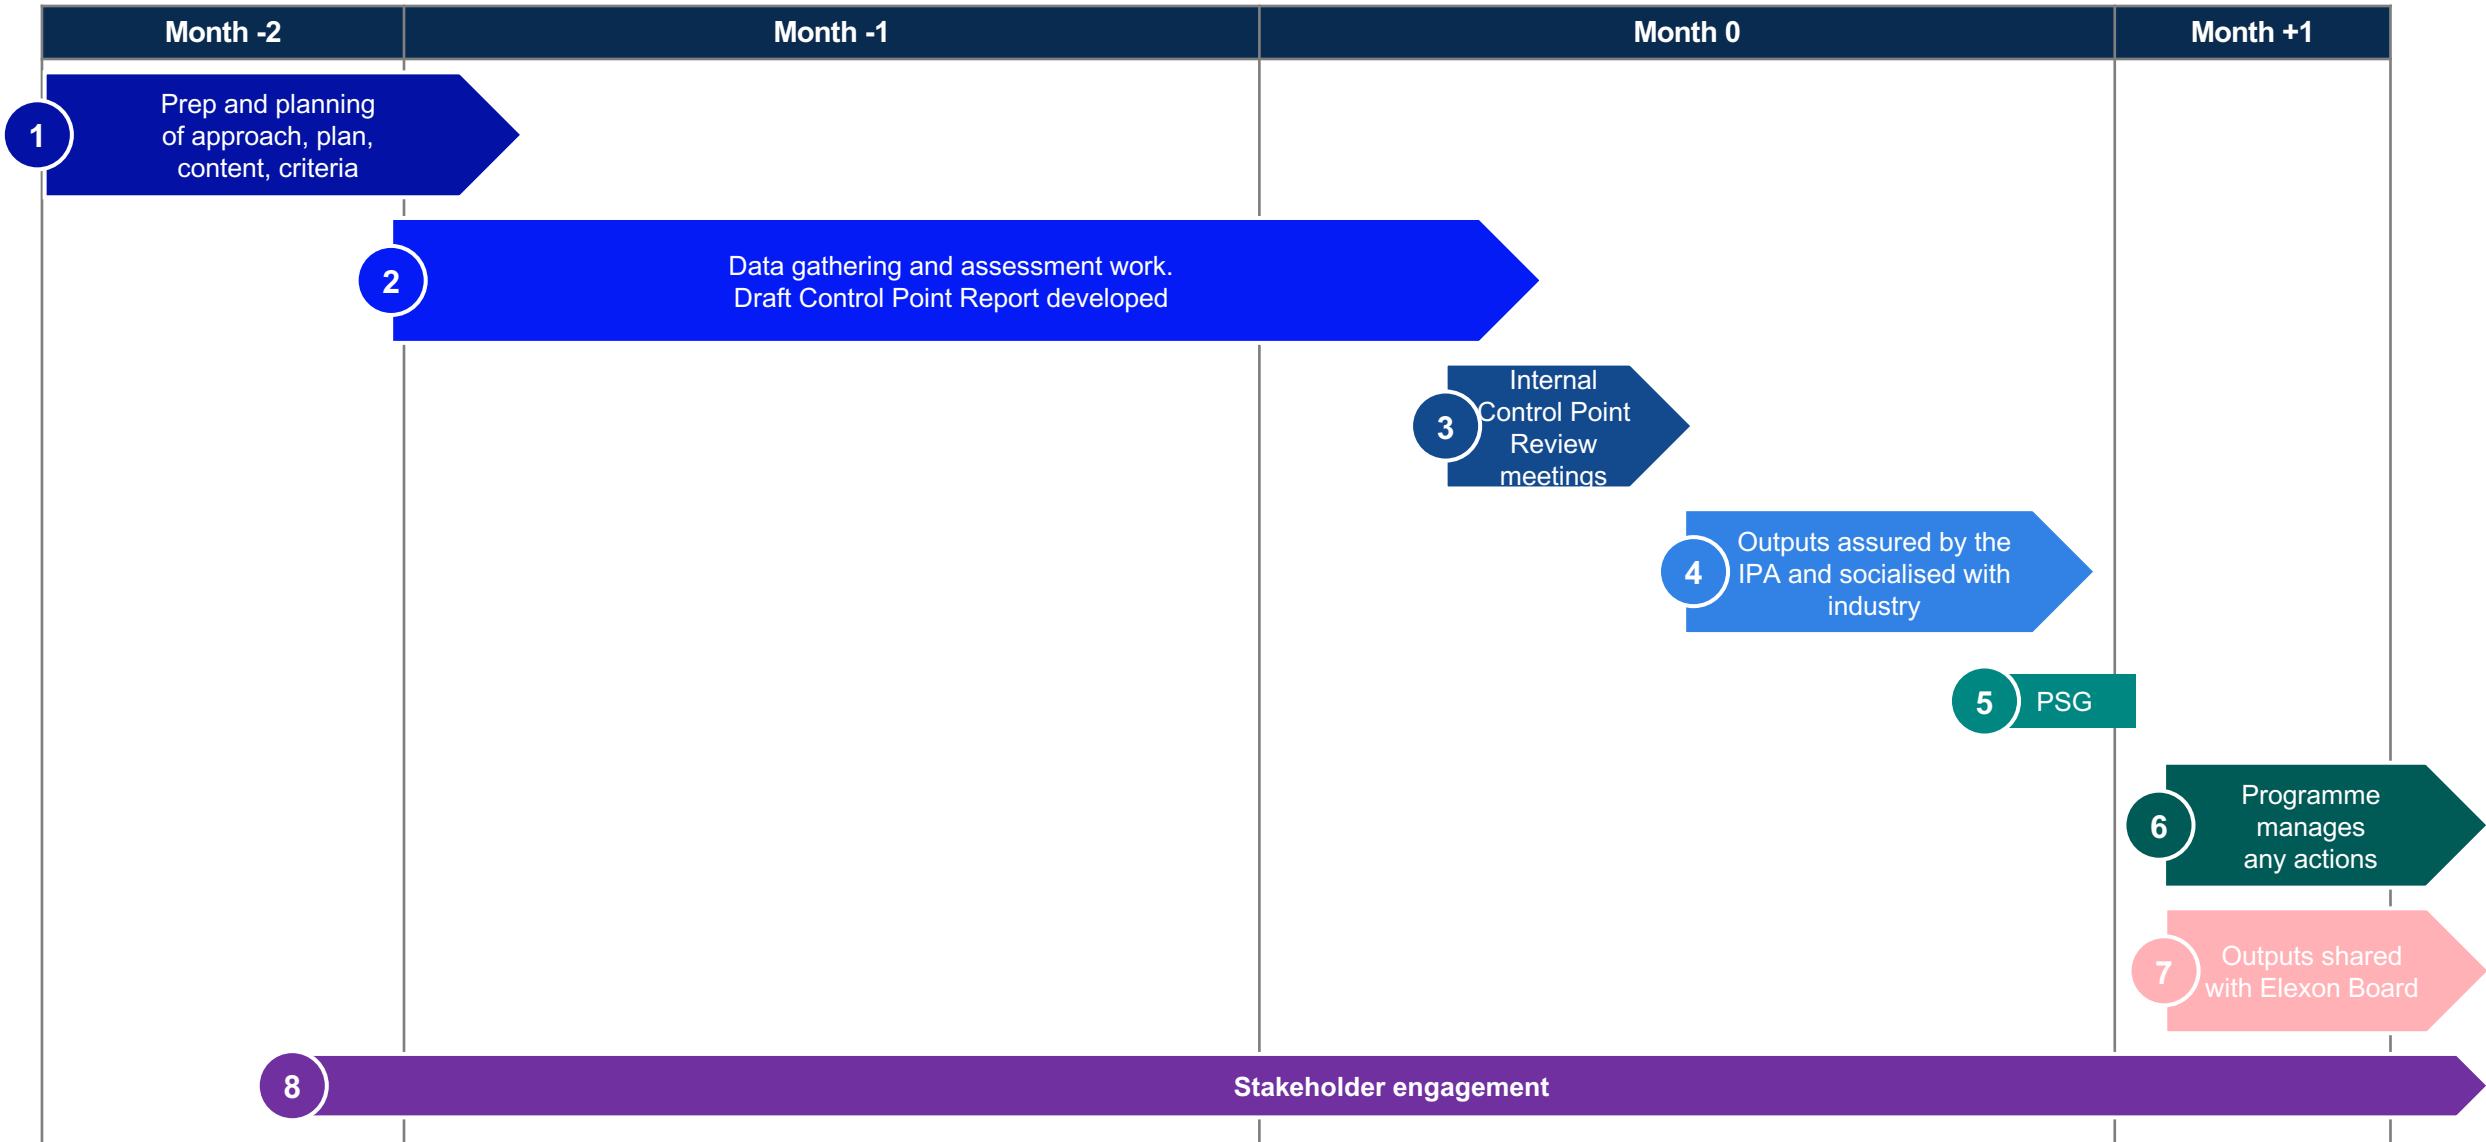 Month -2
Month -1
Month 0
Month +1
1
Prep and planning
of approach, plan,
content, criteria
2
Data gathering and assessment work.
Draft Control Point Report developed
3
Internal
Control Point
Review
meetings
4
Outputs assured by the
IPA and socialised with
industry
5
PSG
6
Programme
manages
any actions
7
Outputs shared
with Elexon Board
8
Stakeholder engagement